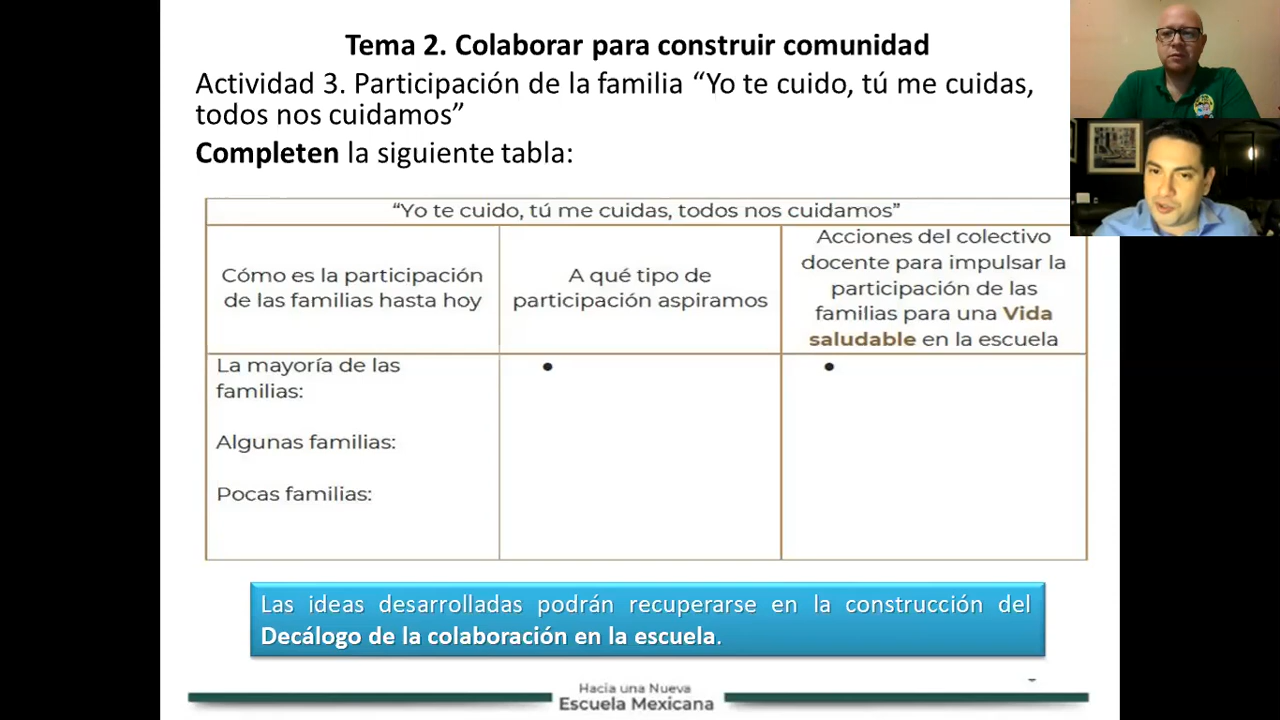 Tema 2. Colaborar para construir comunidad
Actividad 3. Participación de la familia “Yo te cuido, tú me cuidas,
todos nos cuidamos”
Completen la siguiente tabla:
“Yo te cuido, tú me cuidas, todos nos cuidamos”
Cómo es la participación
de las familias hasta hoy
A qué tipo de
participación aspiramos
Acciones del colectivo
docente para impulsar la
participación de las
familias para una Vida
saludable en la escuela
La mayoría de las
familias:
Algunas familias:
Pocas familias:
Las ideas desarrolladas podrán recuperarse en la construcción del
Decálogo de la colaboración en la escuela.
Hacia una Nueva
Escuela Mexicana